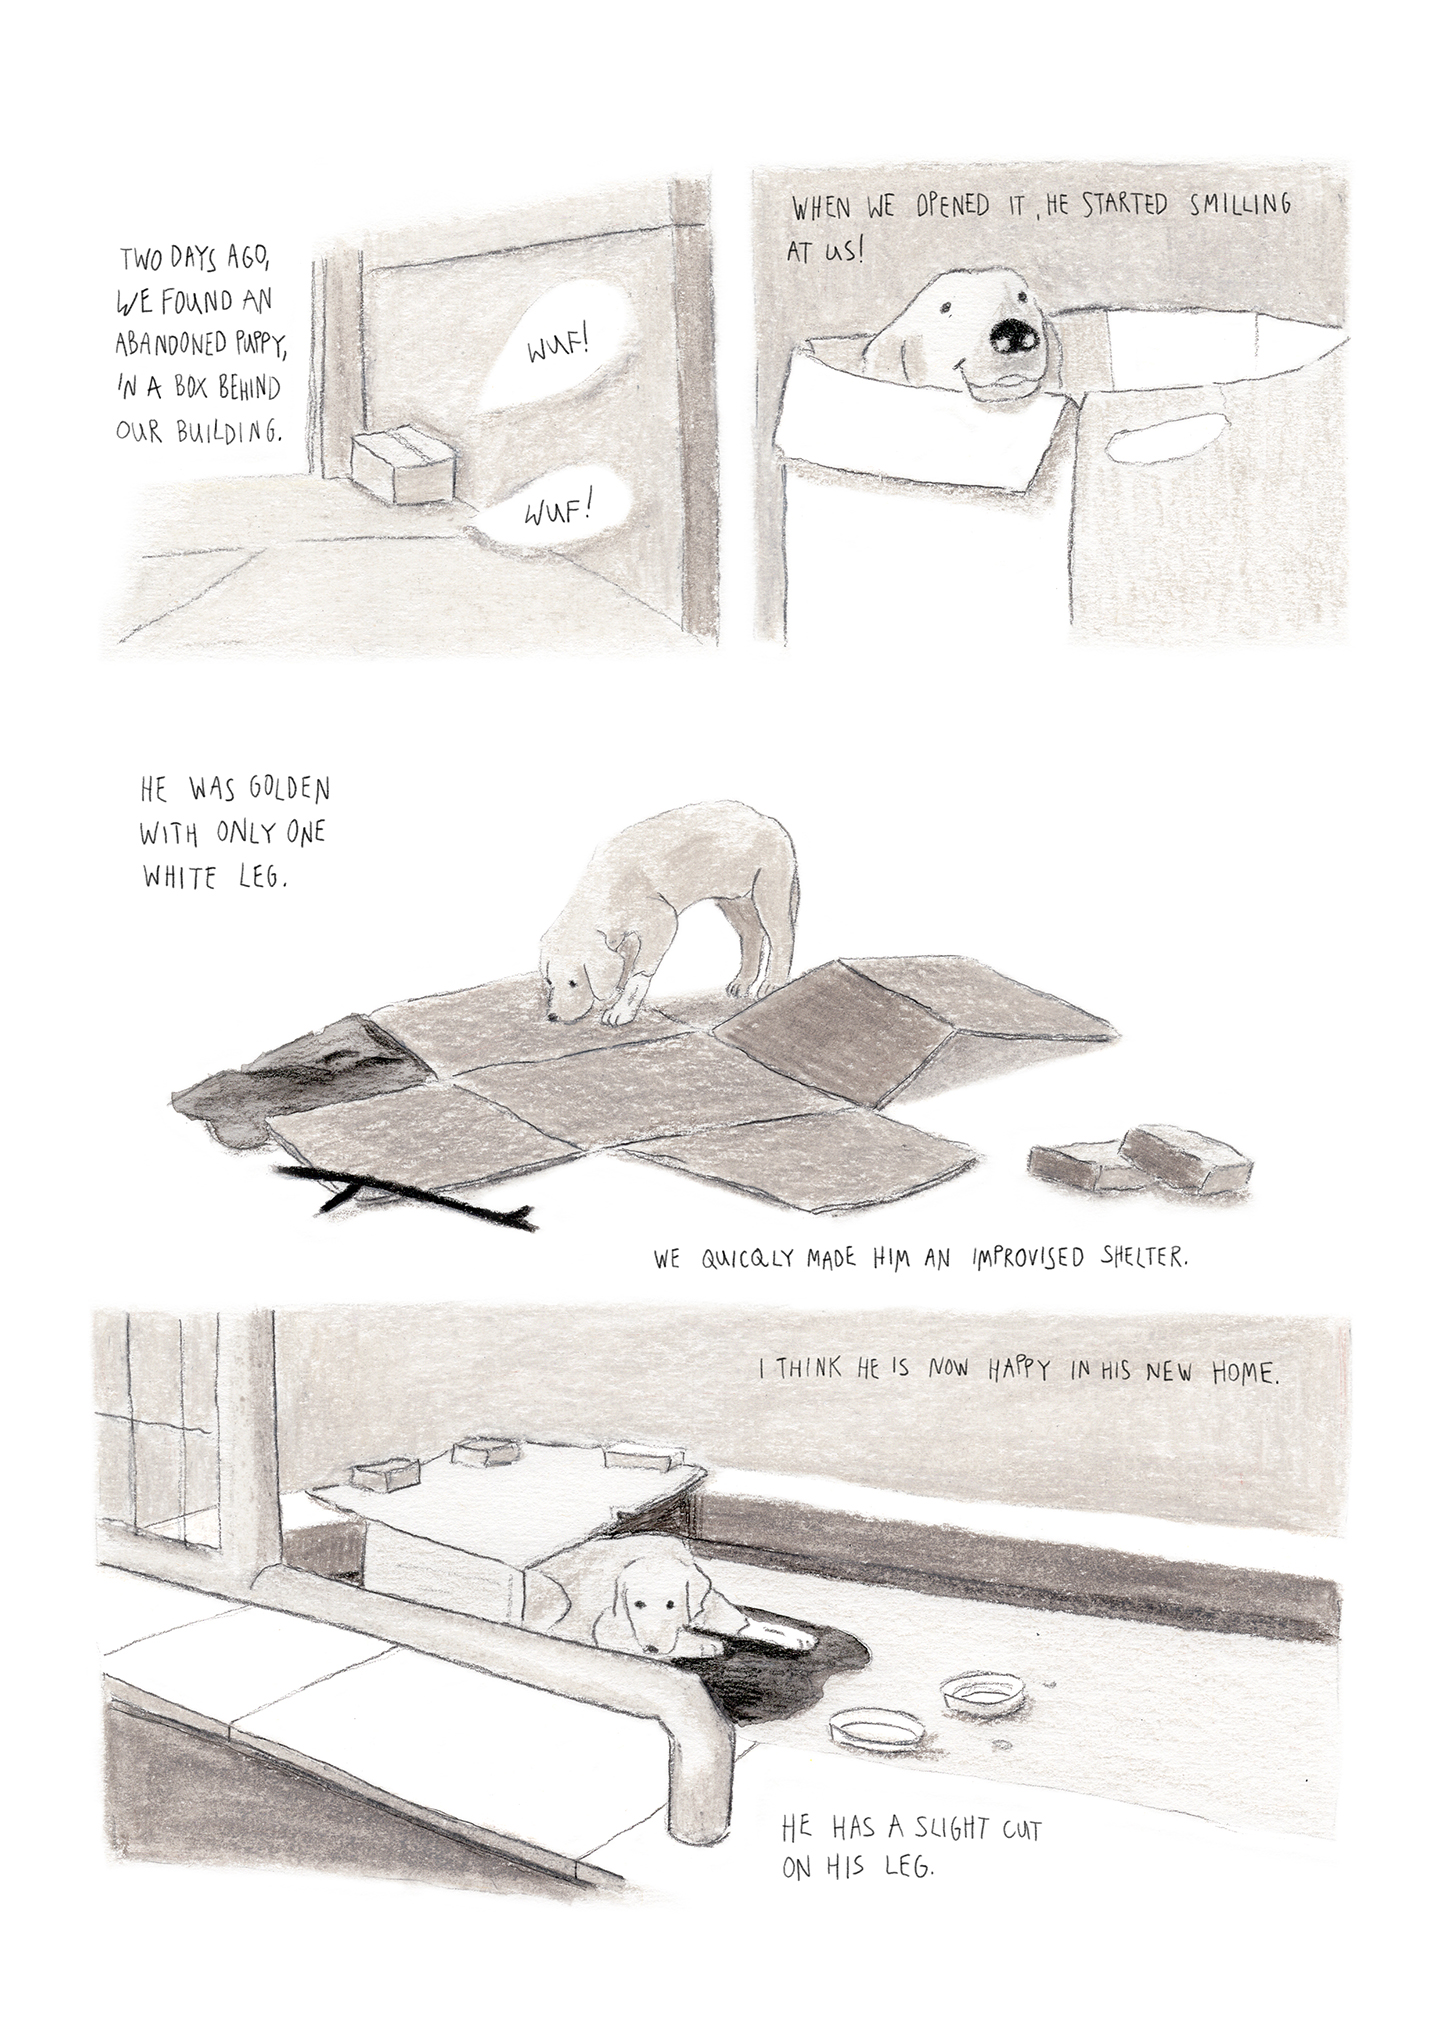 TWO DAYS AGO,
WE FOUND AN
ABANDONED PUPPY,
IN A BOX BEHIND
OUR BUILDING.
WUF!
WUF!
WHEN WE OPENED IT, HE STARTED SMILLING
AT US!
HE WAS GOLDEN
WITH ONLY ONE
WHITE LEG.
WE QUICQLY MADE HIM AN IMPROVISED SHELTER.
I THINK HE IS NOW HAPPY IN HIS NEW HOME.
HE HAS A SLIGHT CUT
ON HIS LEG.